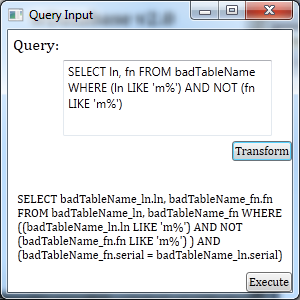 Query Input
Query:
SELECT ln, fn FROM badTableName
WHERE (ln LIKE 'm%') AND NOT (fn
LIKE 'm%')
Transform
SELECT badTableName_ln.ln, badTableName_fn.fn
FROM badTableName_ln, badTableName_fn WHERE
((badTableName_ln.ln LIKE 'm%') AND NOT
(badTableName_fn.fn LIKE 'm%') ) AND
(badTableName_fn.serial = badTableName_ln.serial)
Execute